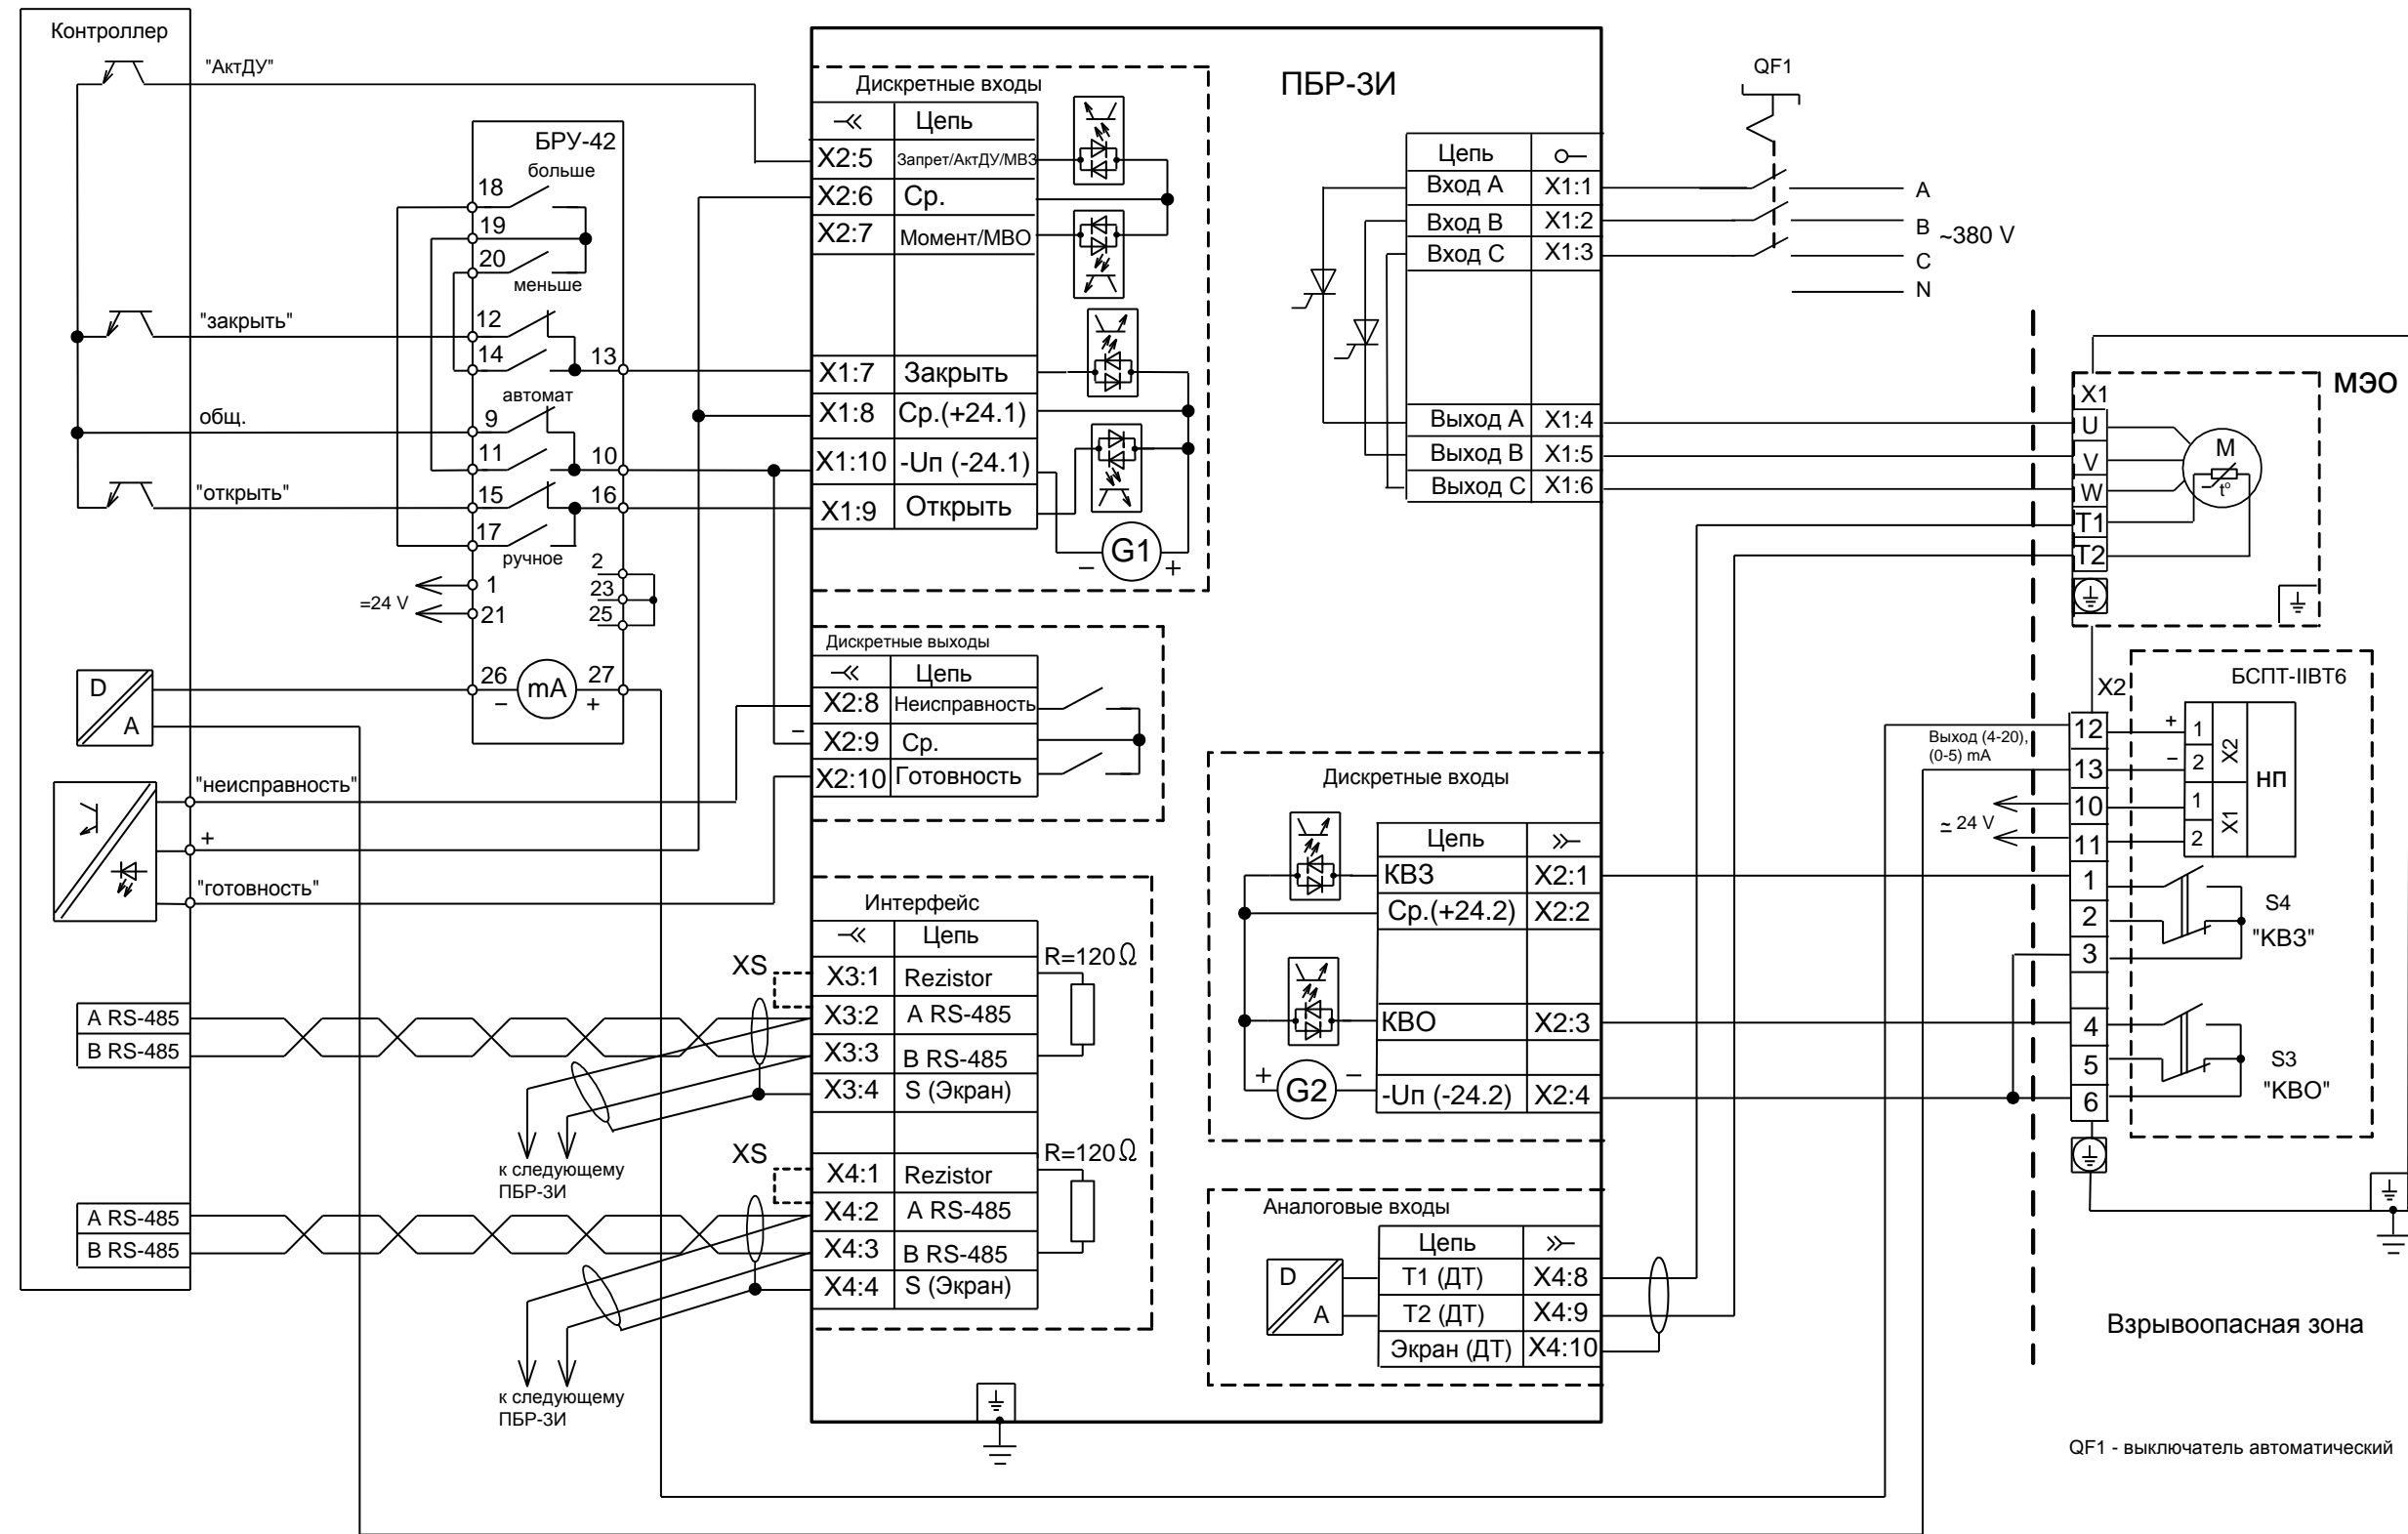 Контроллер
"АктДУ"
"закрыть"
общ.
"открыть"
=24 V
D
A
"неисправность"
+
"готовность"
A RS-485
B RS-485
A RS-485
B RS-485
БРУ-42
больше
18
19
20
меньше
12
14
13
автомат
9
11
10
15
16
17
ручное
1
2
21
23
25
26
mA
27
−
+
ПБР-3И
Дискретные входы
Цепь
X2:5 Запрет/АктДУ/МВЗ
X2:6 Ср.
X2:7 Момент/МВО
X1:7 Закрыть
X1:8 Ср.(+24.1)
X1:10 -Uп (-24.1)
X1:9 Открыть
− G1 +
Дискретные выходы
Цепь
X2:8 Неисправность
− X2:9 Ср.
X2:10 Готовность
Интерфейс
Цепь
XS
X3:1 Rezistor
R=120 Ω
X3:2 A RS-485
X3:3 B RS-485
X3:4 S (Экран)
к следующему
ПБР-3И
XS
X4:1 Rezistor
R=120 Ω
X4:2 A RS-485
X4:3 B RS-485
X4:4 S (Экран)
к следующему
ПБР-3И
Цепь
Вход А X1:1
Вход В X1:2
Вход С X1:3
Выход А X1:4
Выход В X1:5
Выход С X1:6
QF1
A
B
C
N
~380 V
Дискретные входы
Цепь
КВЗ X2:1
Ср.(+24.2) X2:2
КВО X2:3
+ G2 −
-Uп (-24.2) X2:4
Аналоговые входы
D
A
Цепь
Т1 (ДТ) X4:8
Т2 (ДТ) X4:9
Экран (ДТ) X4:10
МЭО
X1
U
V
W
T1
T2
M
t°
X2
БСПТ-IIВТ6
Выход (4-20),
(0-5) mA
≃ 24 V
12
13
10
11
1
2
3
4
5
6
+ 1
− 2
X2
1
2
X1
НП
S4
"КВЗ"
S3
"КВО"
Взрывоопасная зона
QF1 - выключатель автоматический